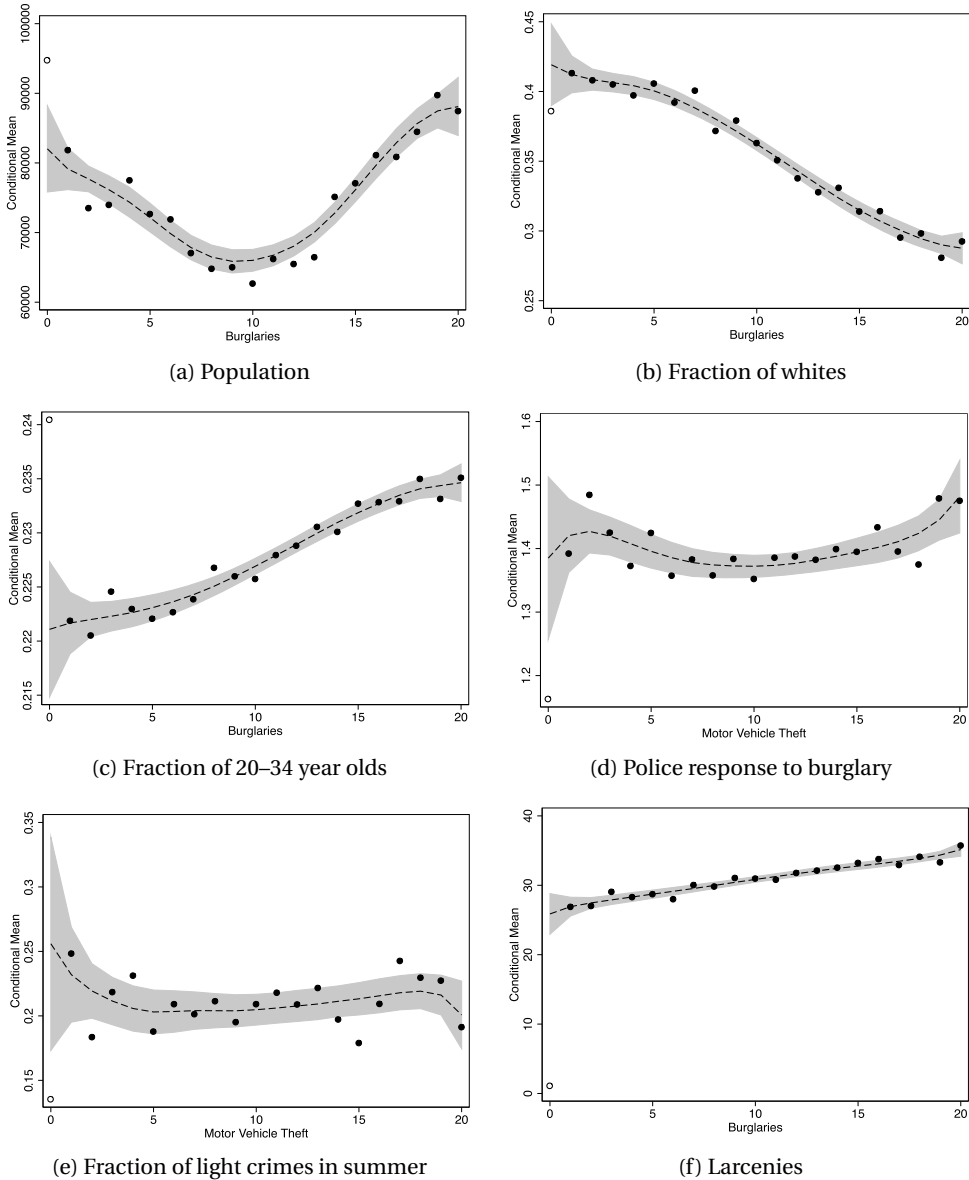 Conditional Mean
60000 70000 80000 90000 100000
0 5 10 15 20
Burglaries
(a) Population
Conditional Mean
0.25 0.3 0.35 0.4 0.45
0 5 10 15 20
Burglaries
(b) Fraction of whites
Conditional Mean
0.215 0.22 0.225 0.23 0.235 0.24
0 5 10 15 20
Burglaries
(c) Fraction of 20–34 year olds
Conditional Mean
1.2 1.3 1.4 1.5 1.6
0 5 10 15 20
Motor Vehicle Theft
(d) Police response to burglary
Conditional Mean
0.15 0.2 0.25 0.3 0.35
0 5 10 15 20
Motor Vehicle Theft
(e) Fraction of light crimes in summer
Conditional Mean
0 10 20 30 40
0 5 10 15 20
Burglaries
(f) Larcenies